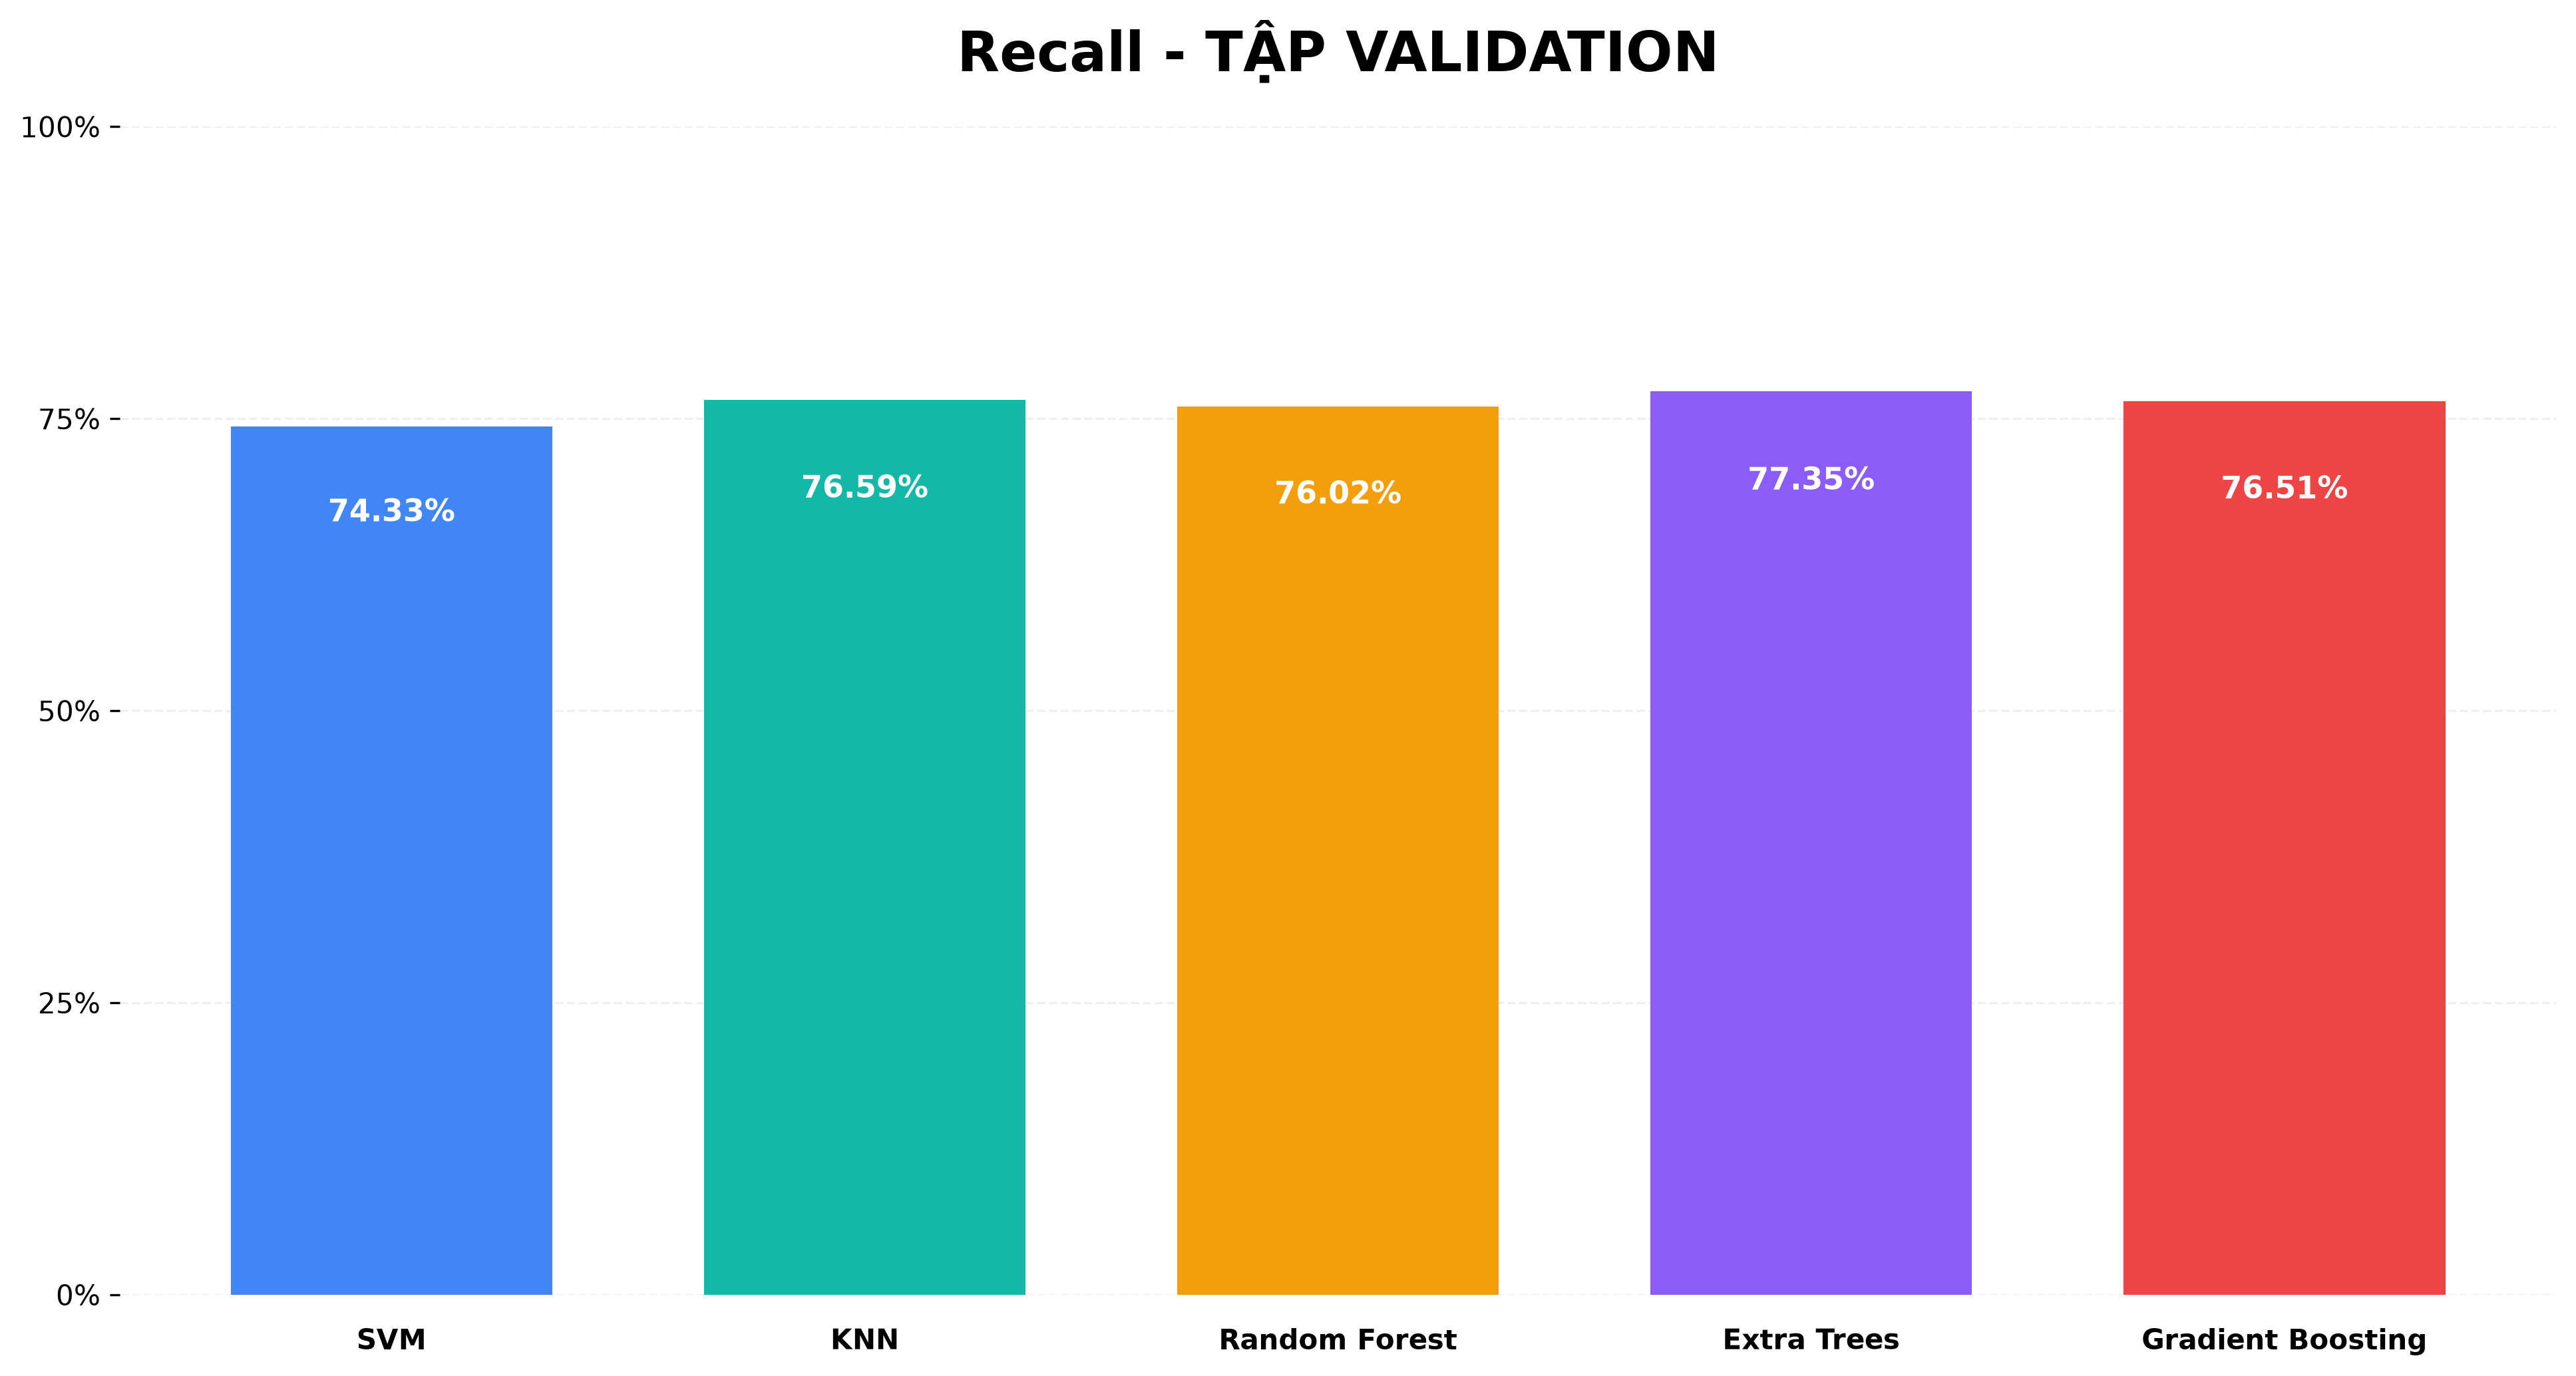 Recall - TẬP VALIDATION
100%
75%
50%
25%
0%
74.33%
76.59%
76.02%
77.35%
76.51%
SVM
KNN
Random Forest
Extra Trees
Gradient Boosting